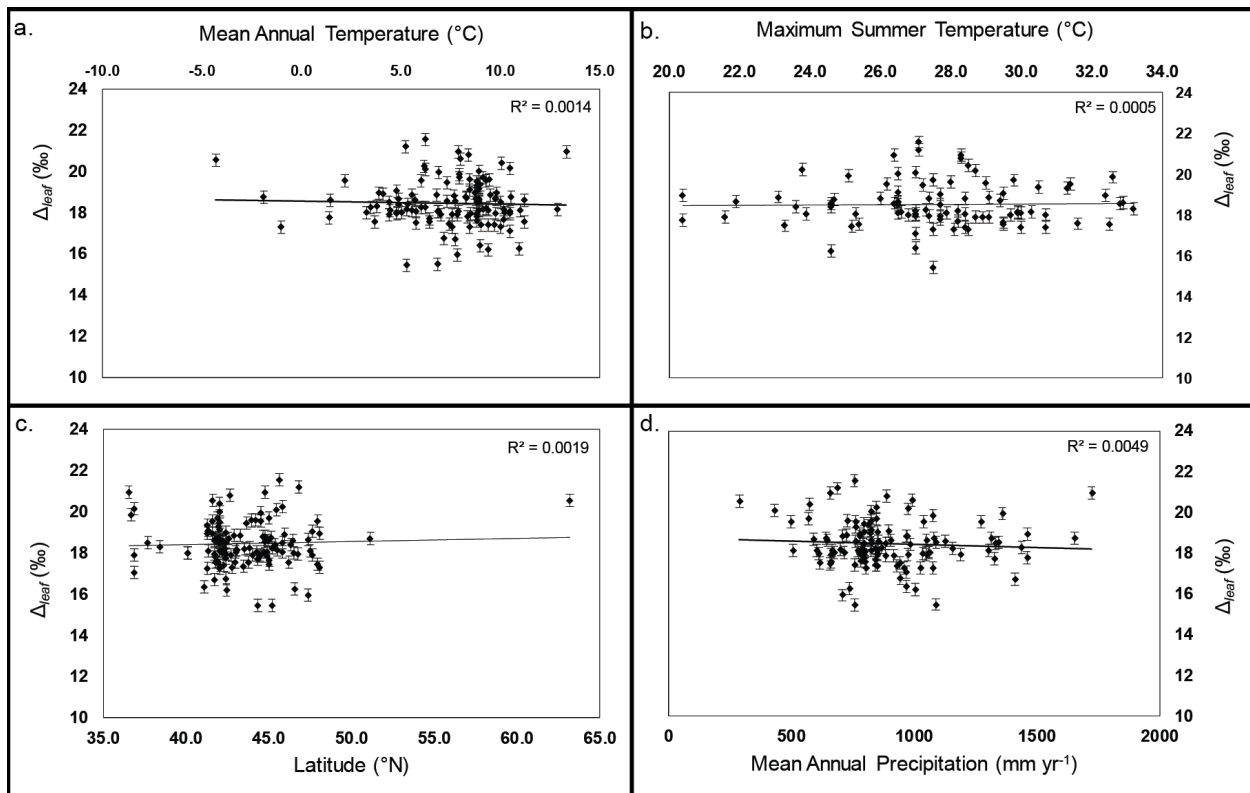 a.
Mean Annual Temperature (°C)
-10.0 -5.0 0.0 5.0 10.0 15.0
R² = 0.0014
24
22
20
18
16
14
12
10
Δleaf (‰)
b.
Maximum Summer Temperature (°C)
20.0 22.0 24.0 26.0 28.0 30.0 32.0 34.0
R² = 0.0005
24
22
20
18
16
14
12
10
Δleaf (‰)
c.
R² = 0.0019
24
22
20
18
16
14
12
10
Δleaf (‰)
35.0 40.0 45.0 50.0 55.0 60.0 65.0
Latitude (°N)
d.
R² = 0.0049
24
22
20
18
16
14
12
10
Δleaf (‰)
0 500 1000 1500 2000
Mean Annual Precipitation (mm yr⁻¹)